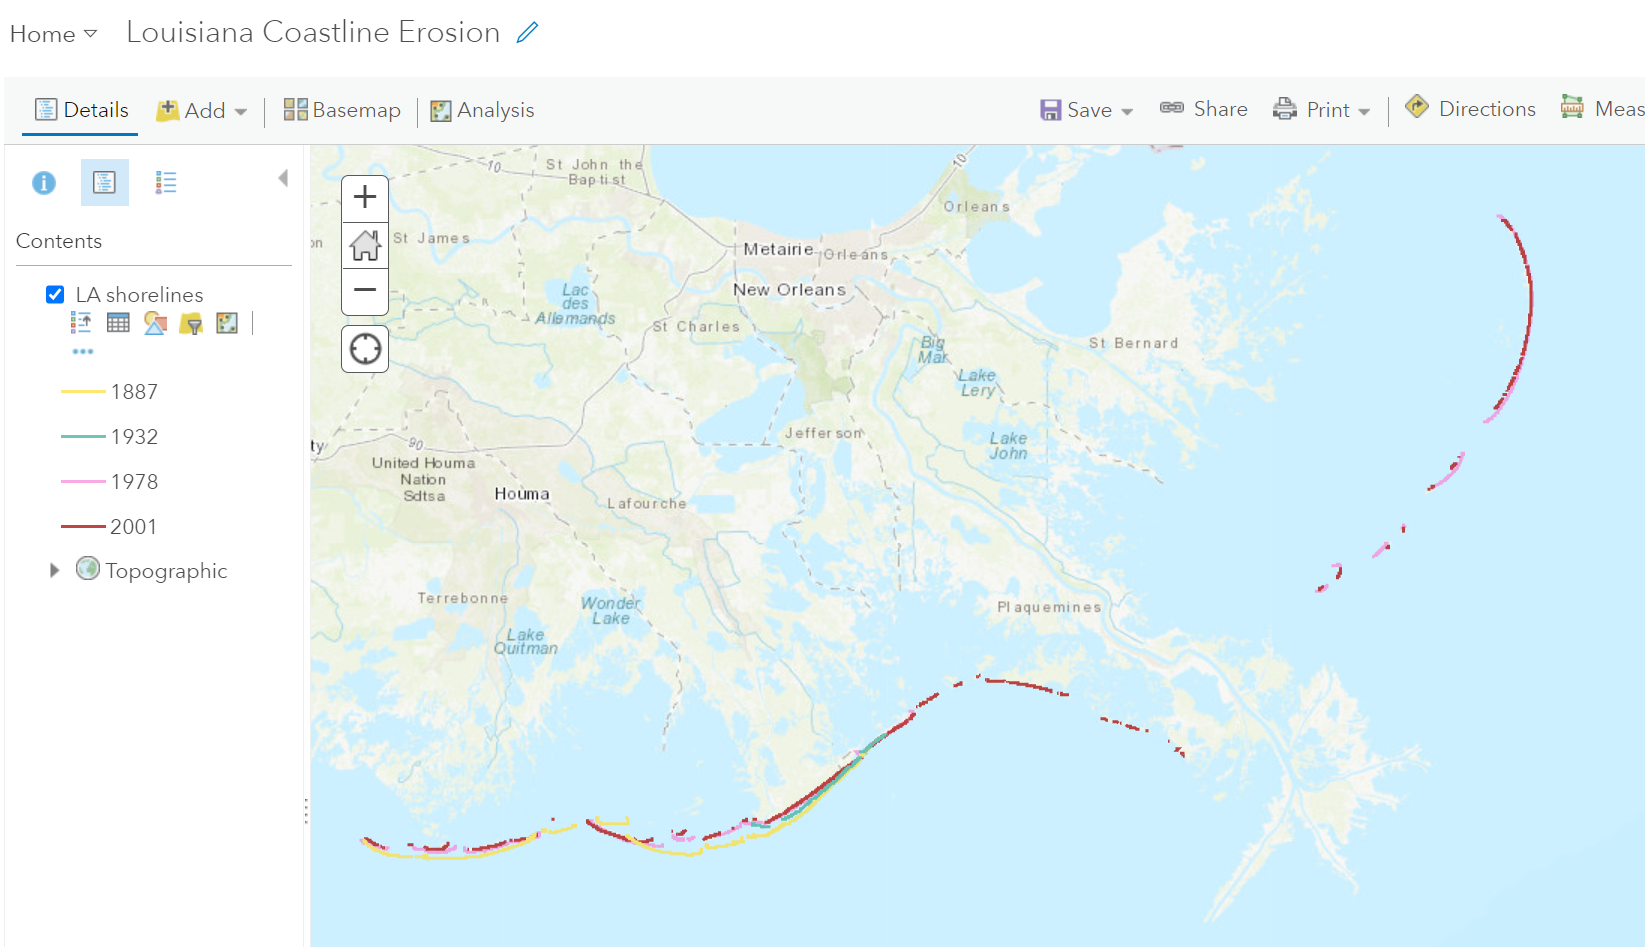 Home
Louisiana Coastline Erosion
Details
Add
Basemap
Analysis
Save
Share
Print
Directions
Meas
Contents
LA shorelines
1887
1932
1978
2001
Topographic
10
St John the
Baptist
10
Orleans
on
St James
Metairie
Orleans
New Orleans
Lac
des
Allemands
St Charles
Big
Mar
St Bernard
Lake
Lery
Jefferson
Lake
John
ty
90
United Houma
Nation
Sdtsa
Houma
Lafourche
Terrebonne
Wonder
Lake
Plaquemines
Lake
Quitman